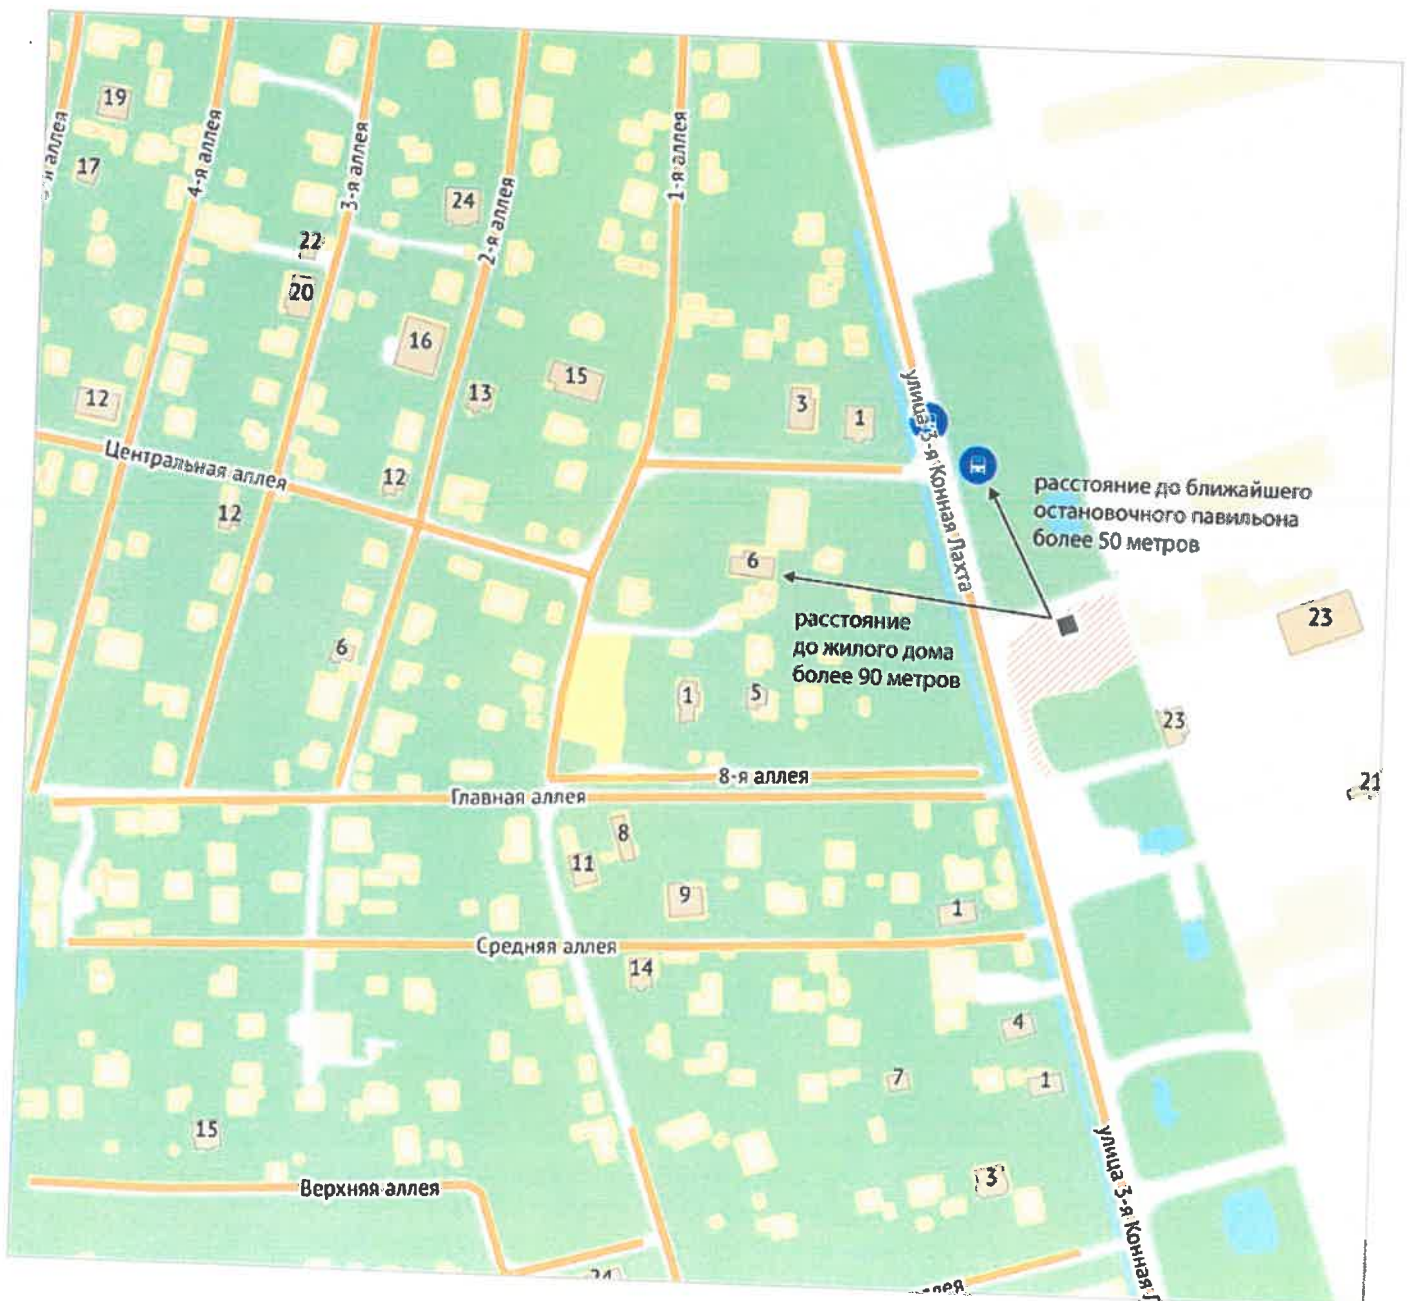 19
17
4-я аллея
3-я аллея
24
2-я аллея
1-я аллея
22
20
16
15
13
12
3
1
улица 3-я Конная Лахта
Центральная аллея
12
12
расстояние до ближайшего
остановочного павильона
более 50 метров
6
расстояние
до жилого дома
более 90 метров
23
6
1
5
23
8-я аллея
21
Главная аллея
8
11
9
1
Средняя аллея
14
4
7
1
15
3
Верхняя аллея
улица 3-я Конная